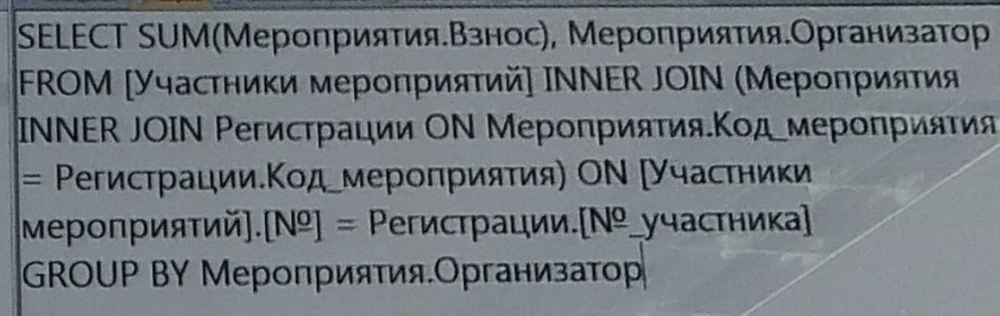 SELECT SUM(Мероприятия.Взнос), Мероприятия.Организатор
FROM [Участники мероприятий] INNER JOIN (Мероприятия
INNER JOIN Регистрации ON Мероприятия.Код_мероприятия
= Регистрации.Код_мероприятия) ON [Участники
мероприятий].[№] = Регистрации.[№_участника]
GROUP BY Мероприятия.Организатор